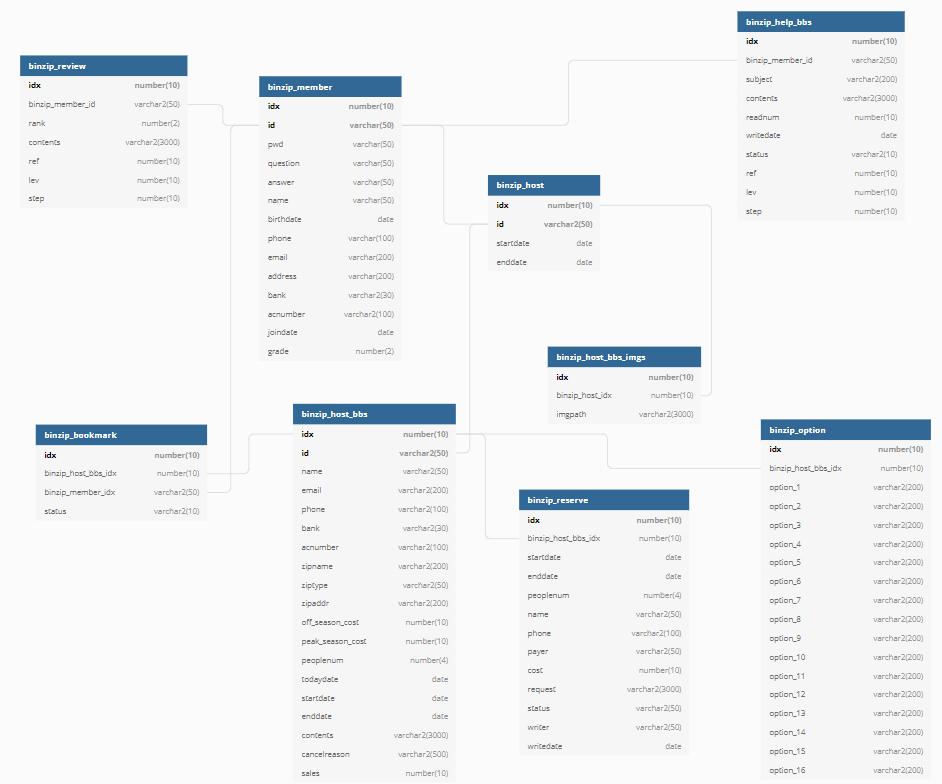 binzip_review
idx number(10)
binzip_member_id varchar2(50)
rank number(2)
contents varchar2(3000)
ref number(10)
lev number(10)
step number(10)
binzip_member
idx number(10)
id varchar(50)
pwd varchar(50)
question varchar(50)
answer varchar(50)
name varchar(50)
birthdate date
phone varchar(100)
email varchar(200)
address varchar(200)
bank varchar2(30)
acnumber varchar2(100)
joindate date
grade number(2)
binzip_help_bbs
idx number(10)
binzip_member_id varchar2(50)
subject varchar2(200)
contents varchar2(3000)
readnum number(10)
writedate date
status varchar2(10)
ref number(10)
lev number(10)
step number(10)
binzip_host
idx number(10)
id varchar2(50)
startdate date
enddate date
binzip_host_bbs_imgs
idx number(10)
binzip_host_idx number(10)
imgpath varchar2(3000)
binzip_bookmark
idx number(10)
binzip_host_bbs_idx number(10)
binzip_member_idx varchar2(50)
status varchar2(10)
binzip_host_bbs
idx number(10)
id varchar2(50)
name varchar2(50)
email varchar2(200)
phone varchar2(100)
bank varchar2(30)
acnumber varchar2(100)
zipname varchar2(200)
ziptype varchar2(50)
zipaddr varchar2(200)
off_season_cost number(10)
peak_season_cost number(10)
peoplenum number(4)
todaydate date
startdate date
enddate date
contents varchar2(3000)
cancelreason varchar2(500)
sales number(10)
binzip_reserve
idx number(10)
binzip_host_bbs_idx number(10)
startdate date
enddate date
peoplenum number(4)
name varchar2(50)
phone varchar2(100)
payer varchar2(50)
cost number(10)
request varchar2(3000)
status varchar2(50)
writer varchar2(50)
writedate date
binzip_option
idx number(10)
binzip_host_bbs_idx number(10)
option_1 varchar2(200)
option_2 varchar2(200)
option_3 varchar2(200)
option_4 varchar2(200)
option_5 varchar2(200)
option_6 varchar2(200)
option_7 varchar2(200)
option_8 varchar2(200)
option_9 varchar2(200)
option_10 varchar2(200)
option_11 varchar2(200)
option_12 varchar2(200)
option_13 varchar2(200)
option_14 varchar2(200)
option_15 varchar2(200)
option_16 varchar2(200)